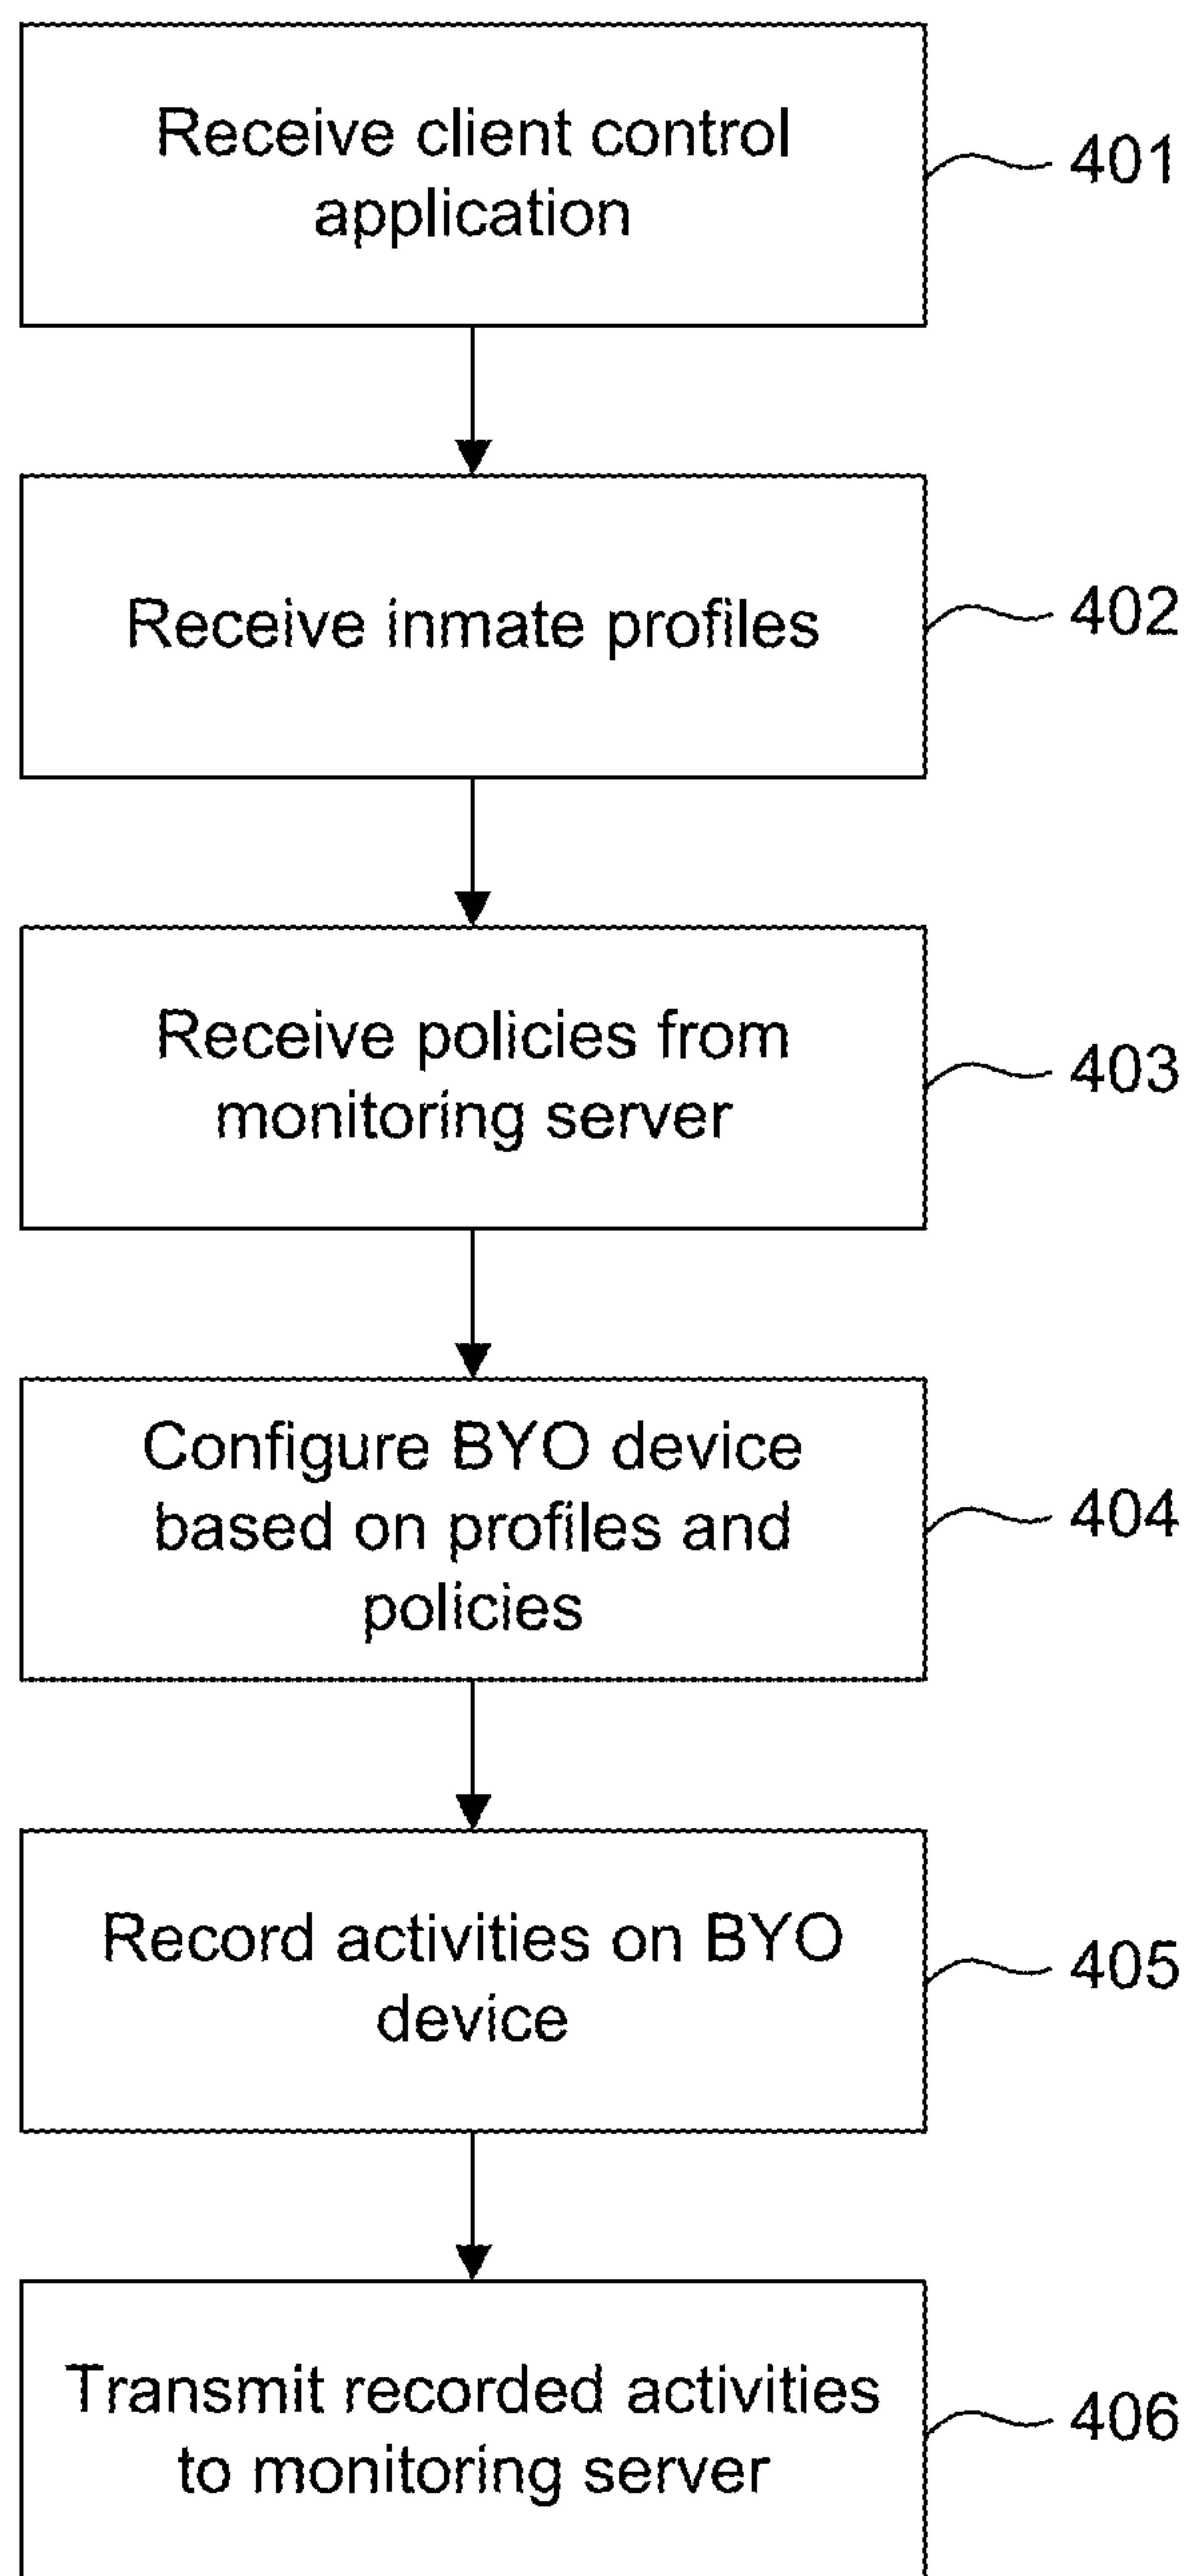 Receive client control
application
401
Receive inmate profiles
402
Receive policies from
monitoring server
403
Configure BYO device
based on profiles and
policies
404
Record activities on BYO
device
405
Transmit recorded activities
to monitoring server
406